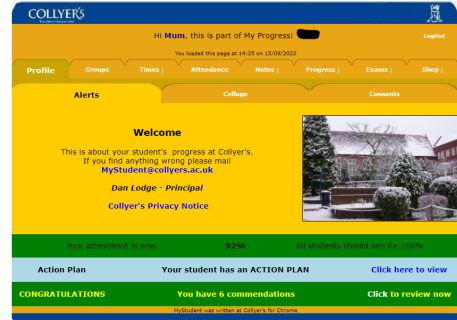 COLLYER'S
Hi Mum, this is part of My Progress!
LogOut
You loaded this page at 14:35 on 15/09/2023
Profile Groups Times ↓ Attendance Notes ↓ Progress ↓ Exams ↓ Shop ↓
Alerts College Consents
Welcome
This is about your student's progress at Collyer's.
If you find anything wrong please mail
MyStudent@collyers.ac.uk
Dan Lodge - Principal
Collyer's Privacy Notice
Your attendance is now 92% All students should aim for 100%
Action Plan Your student has an ACTION PLAN Click here to view
CONGRATULATIONS You have 6 commendations Click to review now
MyStudent was written at Collyer's for Chrome